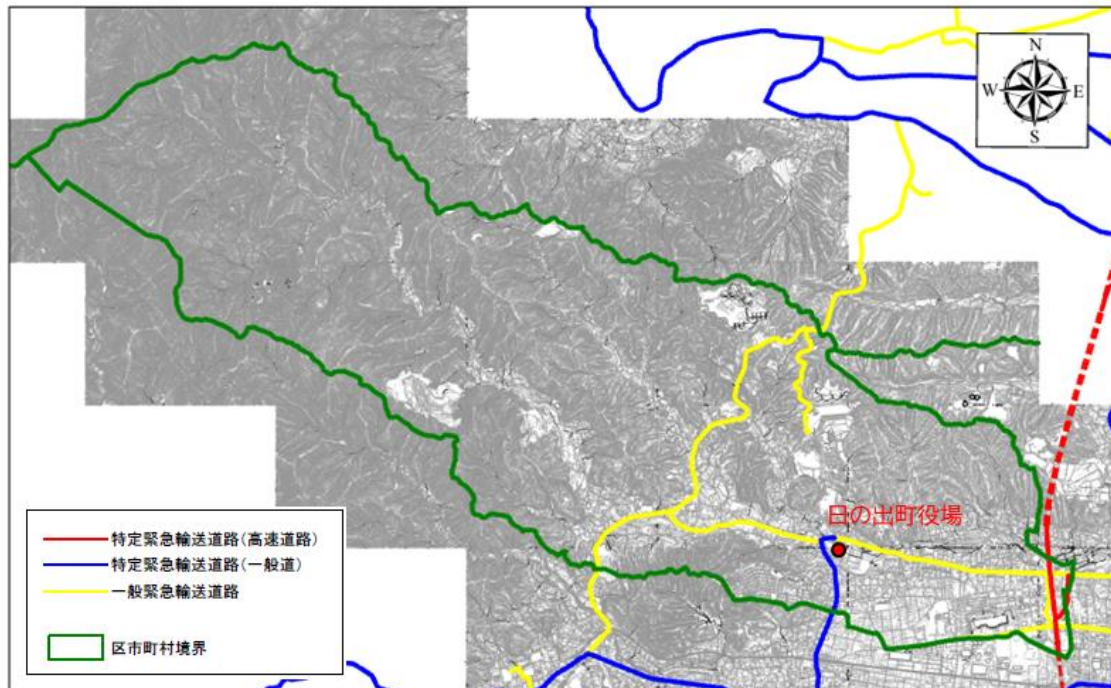 N
W E
S
日の出町役場
特定緊急輸送道路(高速道路)
特定緊急輸送道路(一般道)
一般緊急輸送道路
区市町村境界